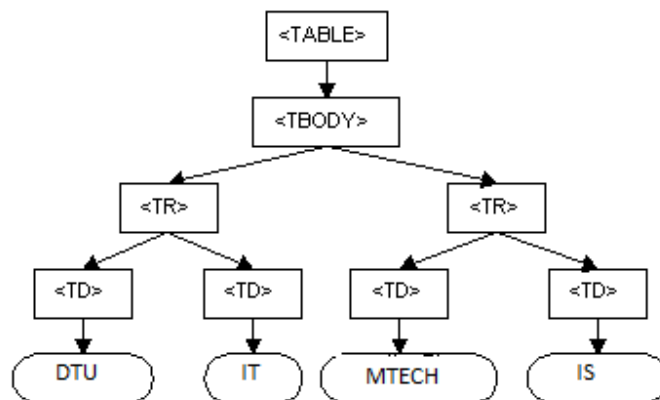 <TABLE>
<TBODY>
<TR> <TR>
<TD> <TD> <TD> <TD>
DTU IT MTECH IS